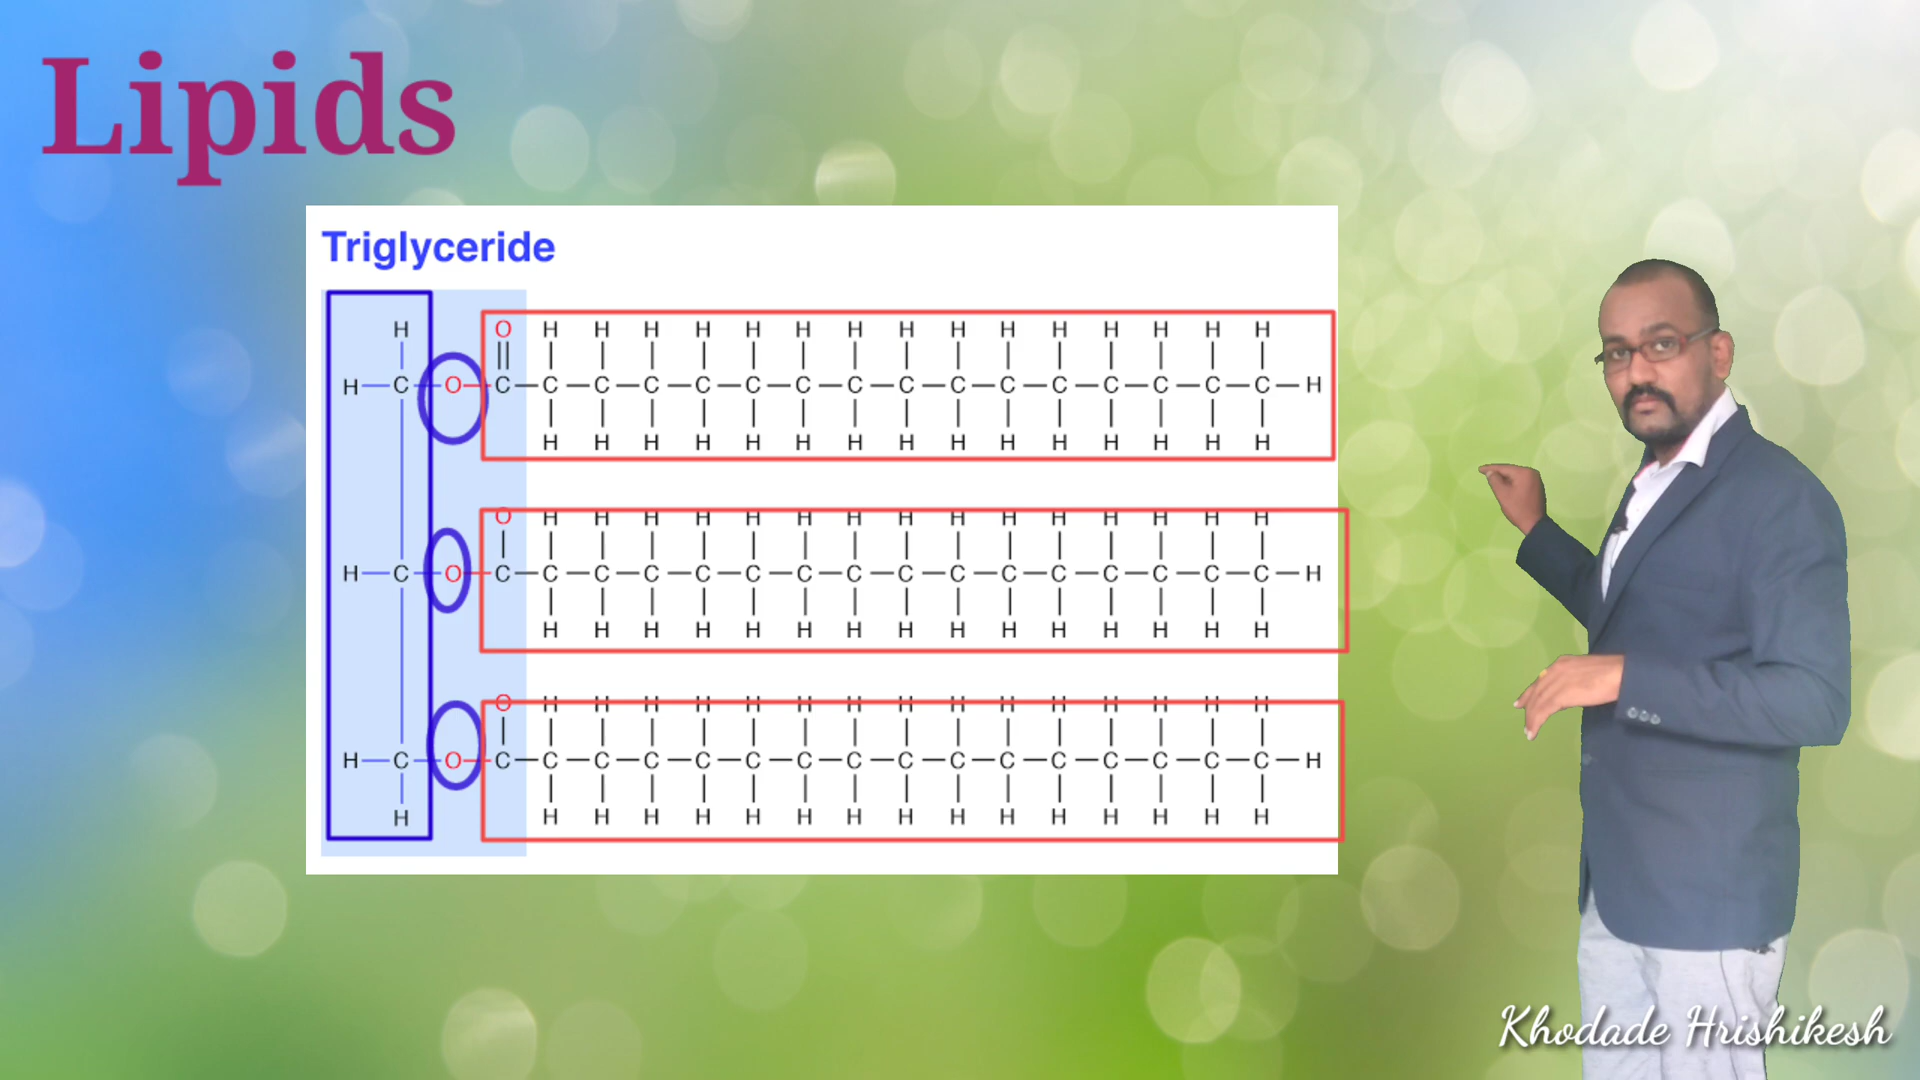 Lipids
Triglyceride
H O H H H H H H H H H H H H H H H
H—C—O—C—C—C—C—C—C—C—C—C—C—C—C—C—C—C—C—H
H H H H H H H H H H H H H H H
O H H H H H H H H H H H H H H H
H—C—O—C—C—C—C—C—C—C—C—C—C—C—C—C—C—C—C—H
H H H H H H H H H H H H H H H
O H H H H H H H H H H H H H H H
H—C—O—C—C—C—C—C—C—C—C—C—C—C—C—C—C—C—C—H
H H H H H H H H H H H H H H H H
Khodade Hrishikesh